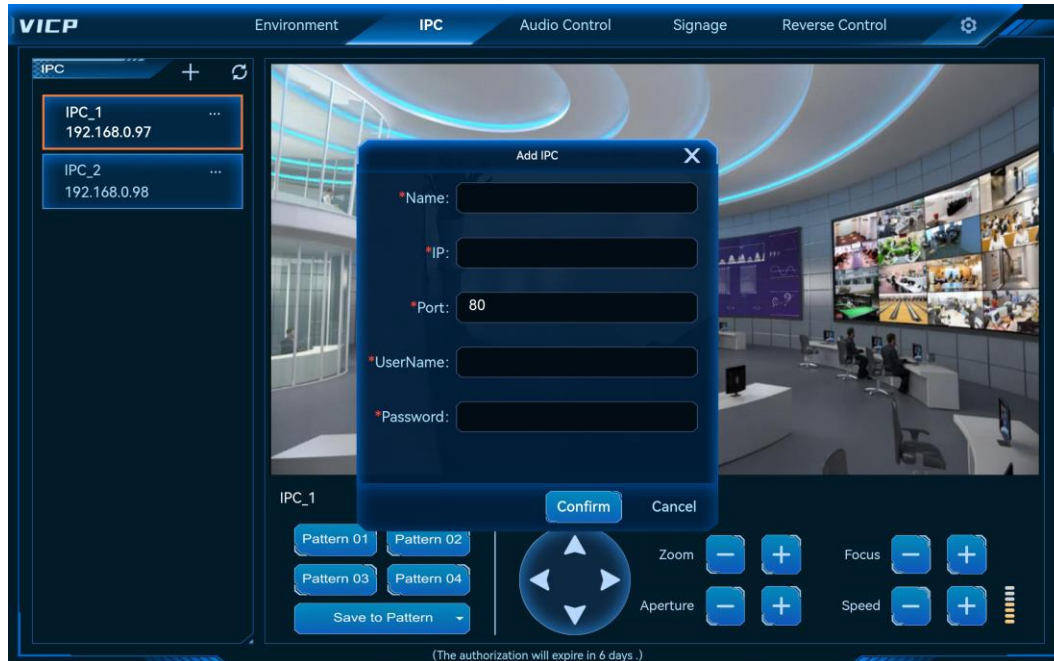 VICP
Environment
IPC
Audio Control
Signage
Reverse Control
IPC
IPC_1
192.168.0.97
IPC_2
192.168.0.98
Add IPC
*Name:
*IP:
*Port: 80
*UserName:
*Password:
Confirm
Cancel
IPC_1
Pattern 01
Pattern 02
Pattern 03
Pattern 04
Save to Pattern
Zoom
Focus
Aperture
Speed
(The authorization will expire in 6 days .)